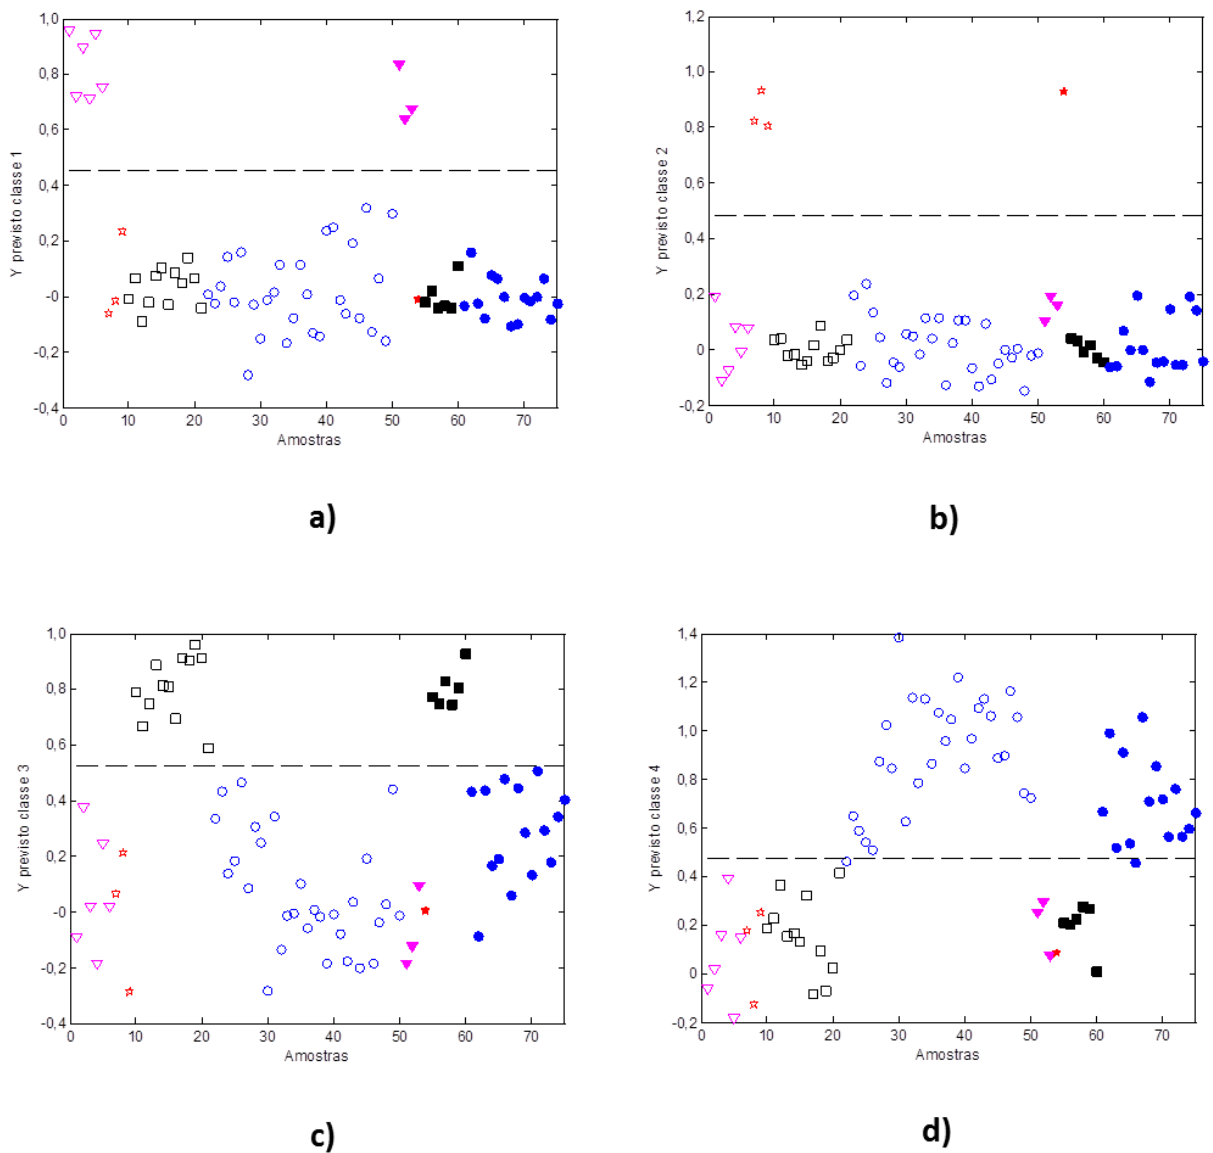 1,0
0,8
0,6
0,4
0,2
-0
-0,2
-0,4
Y previsto classe 1
0 10 20 30 40 50 60 70
Amostras
a)
1,2
1,0
0,8
0,6
0,4
0,2
0
-0,2
Y previsto classe 2
0 10 20 30 40 50 60 70
Amostras
b)
1,0
0,8
0,6
0,4
0,2
-0
-0,2
-0,4
Y previsto classe 3
0 10 20 30 40 50 60 70
Amostras
c)
1,4
1,2
1,0
0,8
0,6
0,4
0,2
0
-0,2
Y previsto classe 4
0 10 20 30 40 50 60 70
Amostras
d)